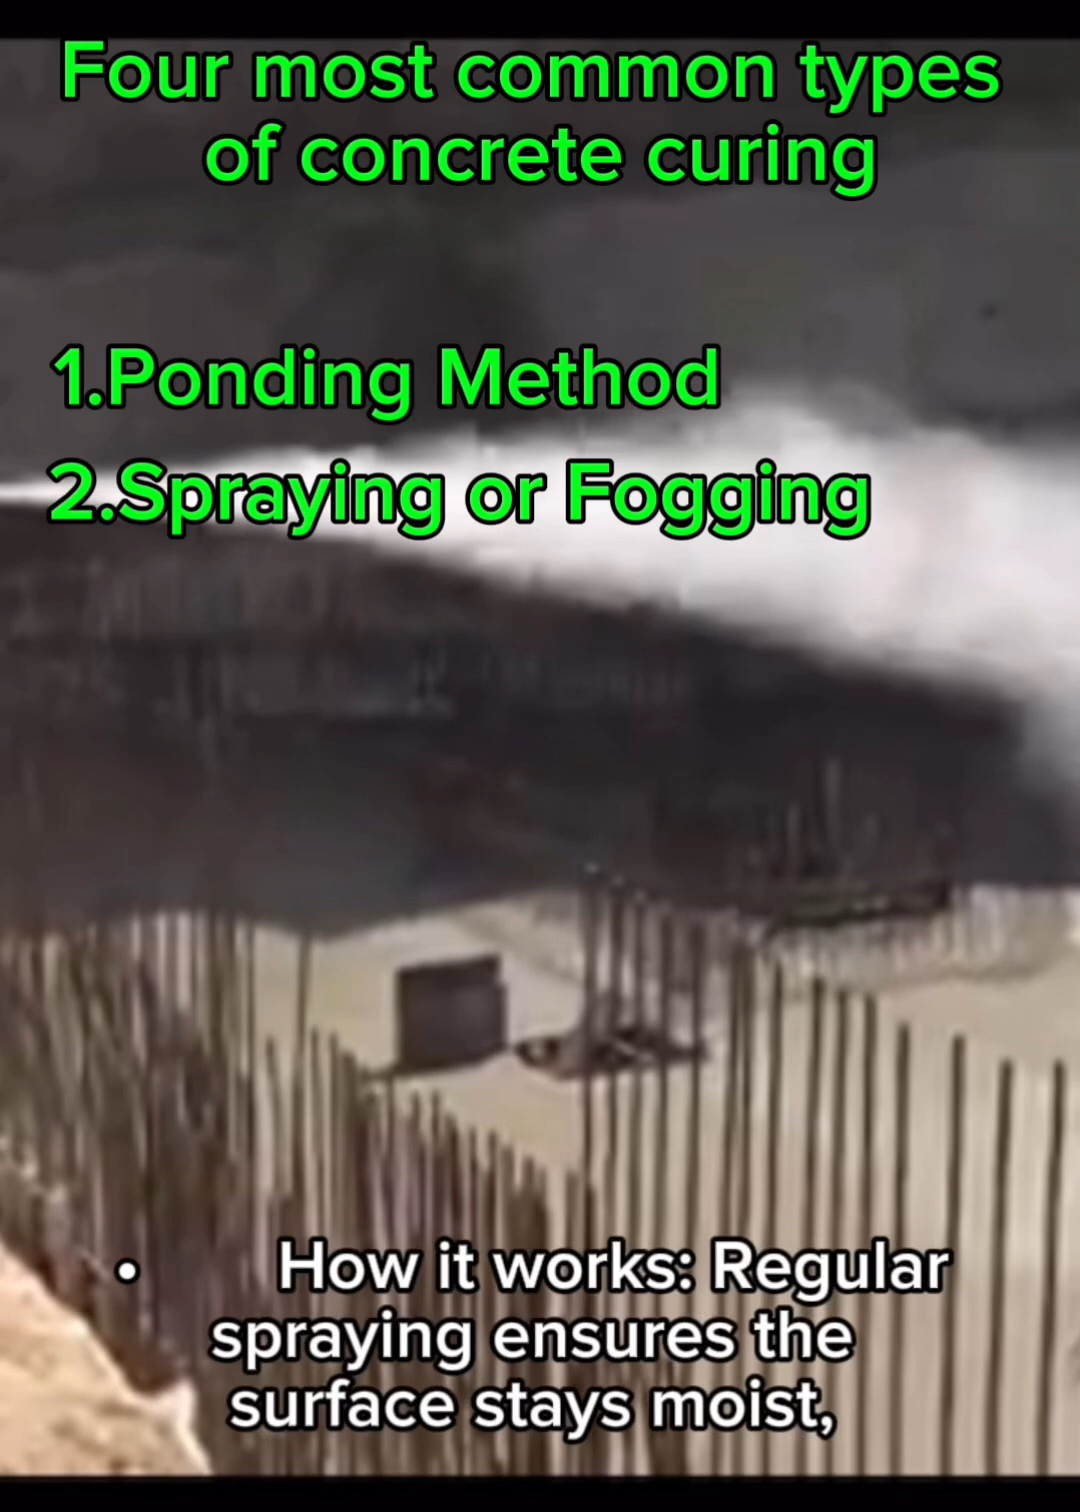 Four most common types
of concrete curing
1.Ponding Method
2.Spraying or Fogging
• How it works: Regular
spraying ensures the
surface stays moist,